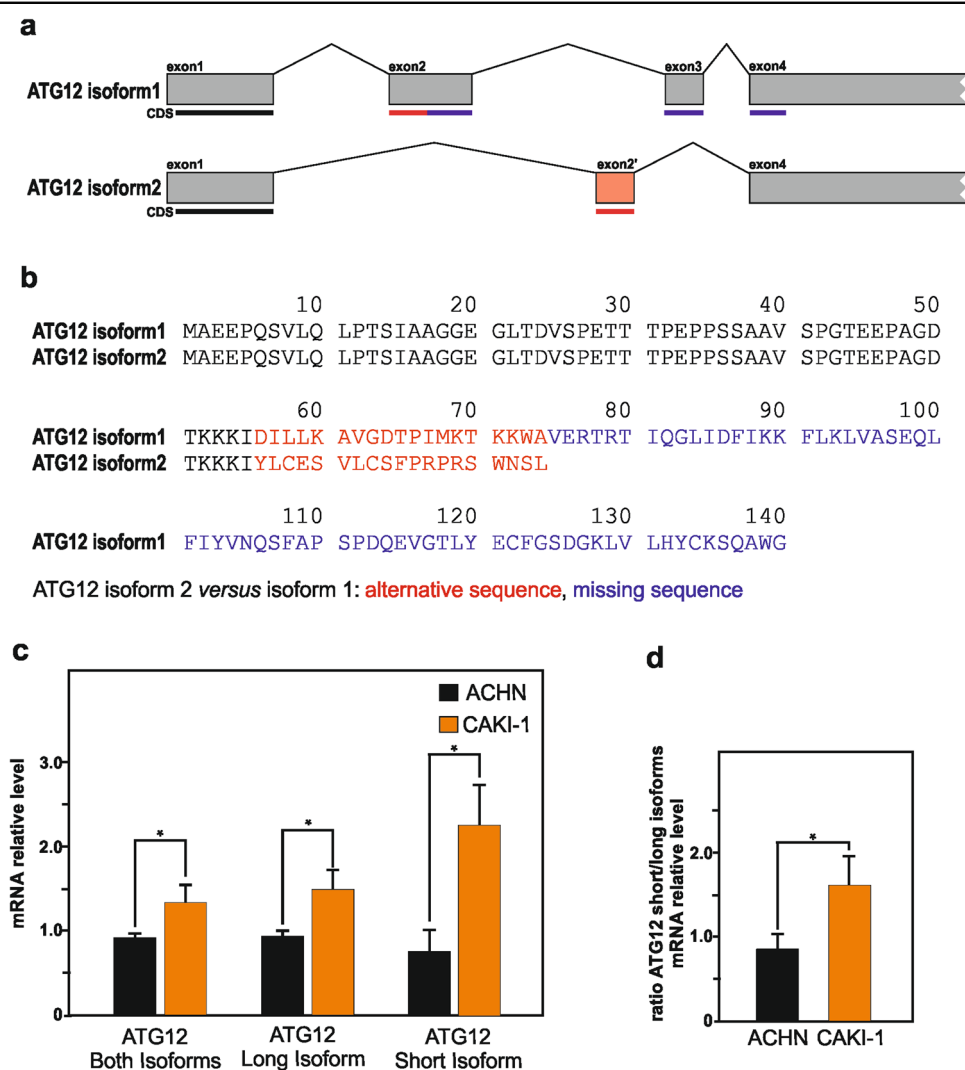 a
exon1 exon2 exon3 exon4
ATG12 isoform1
CDS
exon1 exon2' exon4
ATG12 isoform2
CDS
b
10 20 30 40 50
ATG12 isoform1 MAEEPQSVLQ LPTSIAAGGE GLTDVSPETT TPEPPSSAAV SPGTEEPAGD
ATG12 isoform2 MAEEPQSVLQ LPTSIAAGGE GLTDVSPETT TPEPPSSAAV SPGTEEPAGD
60 70 80 90 100
ATG12 isoform1 TKKKIDILLK AVGDTPIMKT KKWAVERTRT IQGLIDFIKK FLKLVASEQL
ATG12 isoform2 TKKKIYLCES VLCSFPRPRS WNSL
110 120 130 140
ATG12 isoform1 FIYVNQSFAP SPDQEVGTLY ECFGSDGKLV LHYCKSQAWG
ATG12 isoform 2 versus isoform 1: alternative sequence, missing sequence
c
ACHN
CAKI-1
mRNA relative level
3.0
2.0
1.0
0
*
*
*
ATG12 Both Isoforms
ATG12 Long Isoform
ATG12 Short Isoform
d
ratio ATG12 short/long isoforms
mRNA relative level
2.0
1.0
0
*
ACHN CAKI-1